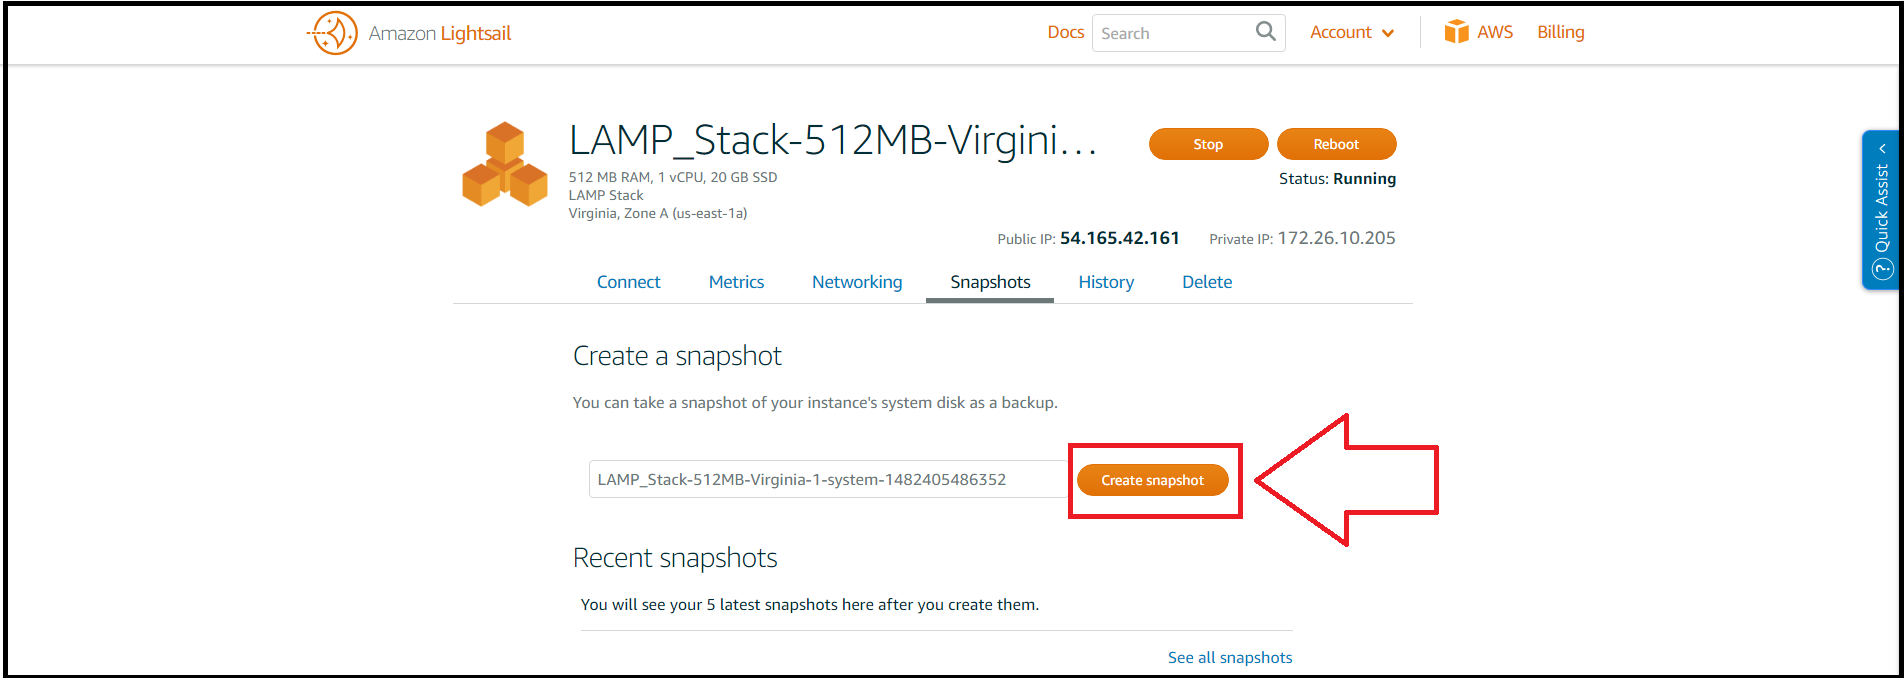 Amazon Lightsail
Docs
Search
Account
AWS
Billing
LAMP_Stack-512MB-Virgini...
Stop
Reboot
512 MB RAM, 1 vCPU, 20 GB SSD
Status: Running
LAMP Stack
Virginia, Zone A (us-east-1a)
Public IP: 54.165.42.161
Private IP: 172.26.10.205
Quick Assist
?
Connect
Metrics
Networking
Snapshots
History
Delete
Create a snapshot
You can take a snapshot of your instance's system disk as a backup.
LAMP_Stack-512MB-Virginia-1-system-1482405486352
Create snapshot
Recent snapshots
You will see your 5 latest snapshots here after you create them.
See all snapshots